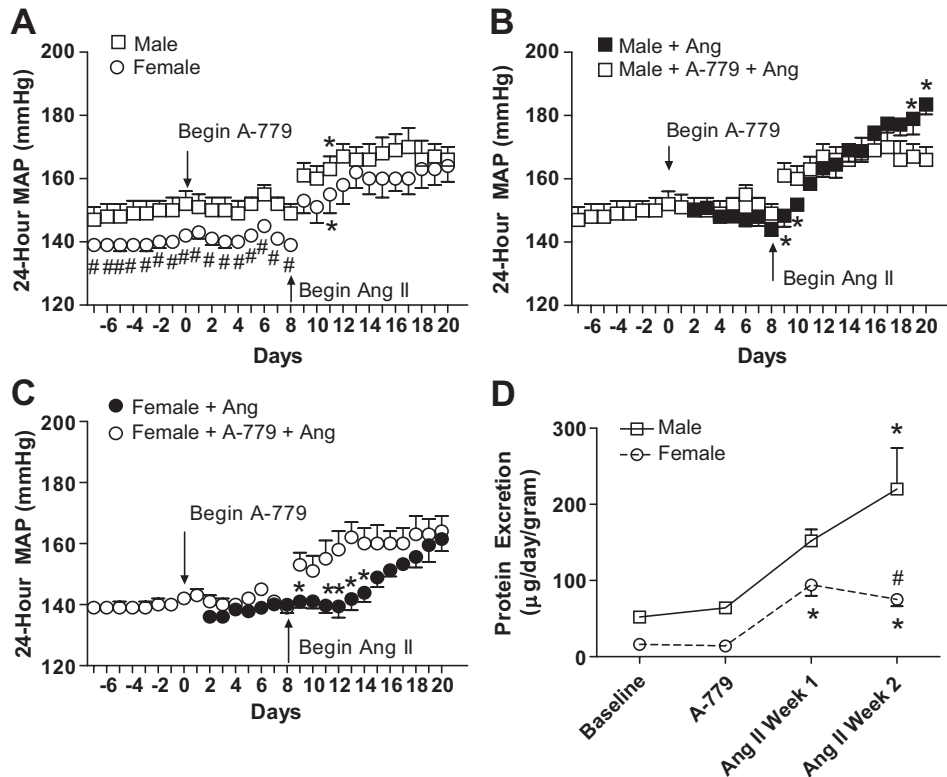 A
Male
Female
24-Hour MAP (mmHg)
200
180
160
140
120
Begin A-779
*
*
################
Begin Ang II
-6 -4 -2 0 2 4 6 8 10 12 14 16 18 20
Days
B
Male + Ang
Male + A-779 + Ang
24-Hour MAP (mmHg)
200
180
160
140
120
Begin A-779
* *
* *
Begin Ang II
-6 -4 -2 0 2 4 6 8 10 12 14 16 18 20
Days
C
Female + Ang
Female + A-779 + Ang
24-Hour MAP (mmHg)
200
180
160
140
120
Begin A-779
* ****
Begin Ang II
-6 -4 -2 0 2 4 6 8 10 12 14 16 18 20
Days
D
Male
Female
Protein Excretion
(μg/day/gram)
300
200
100
0
*
#
* *
Baseline
A-779
Ang II Week 1
Ang II Week 2